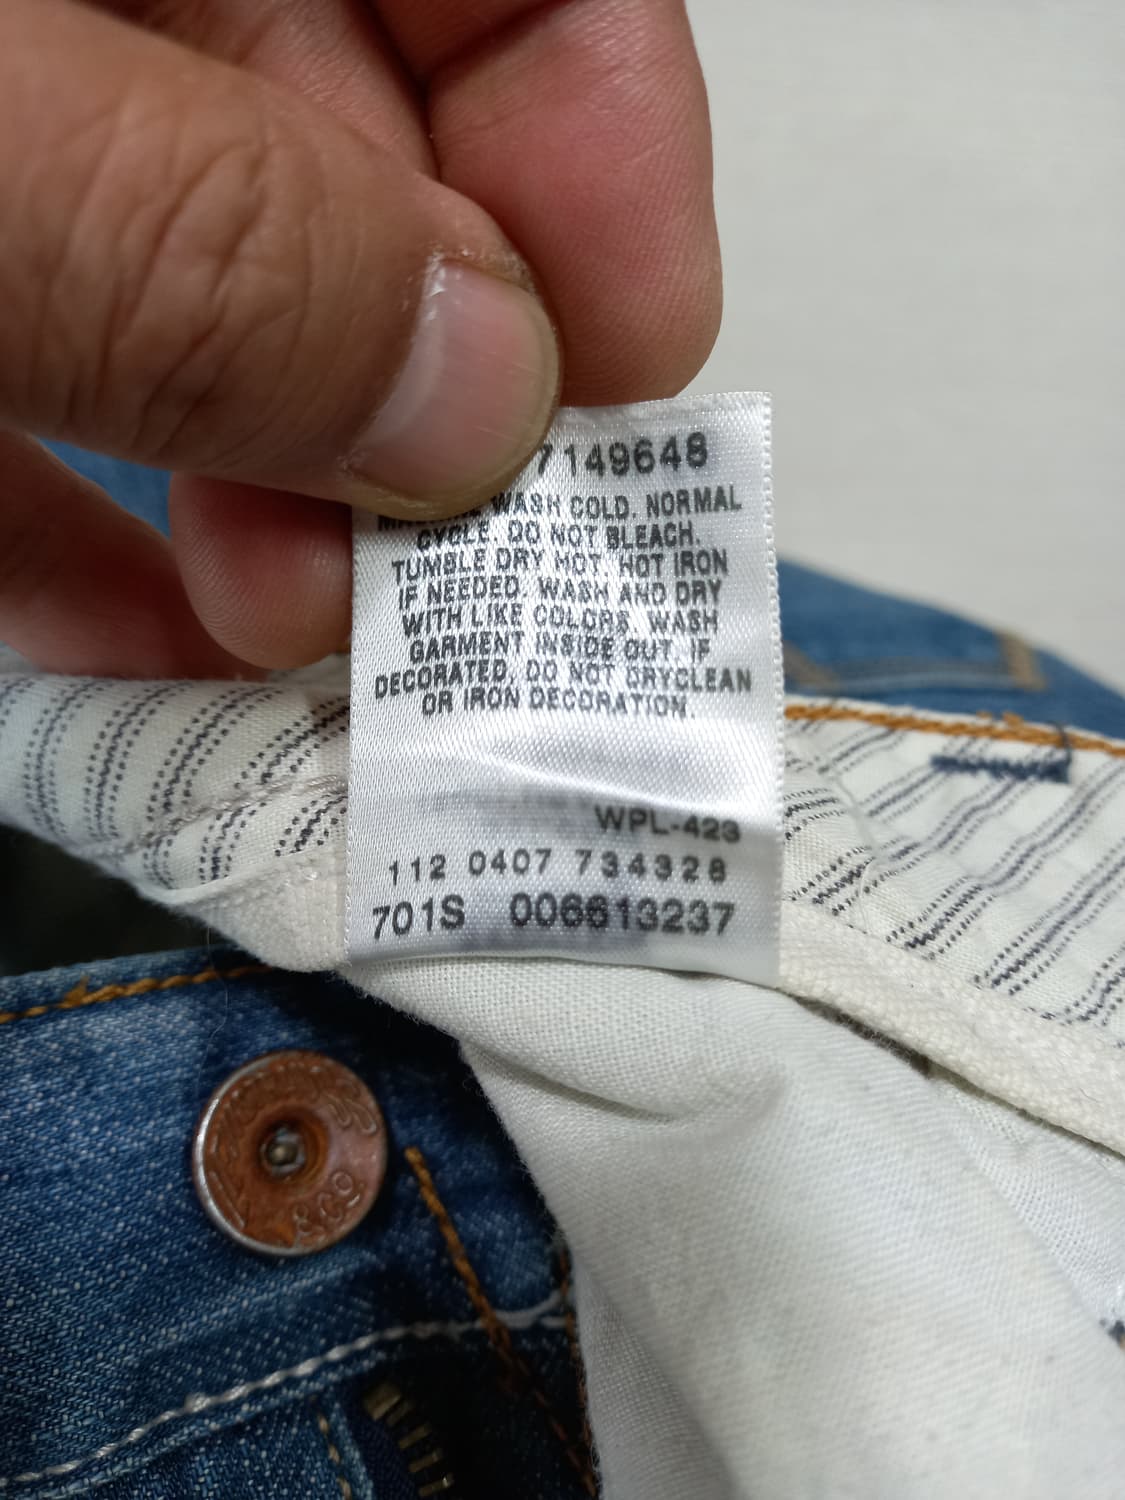 7149648
MACHINE WASH COLD. NORMAL
CYCLE. DO NOT BLEACH.
TUMBLE DRY HOT. HOT IRON
IF NEEDED. WASH AND DRY
WITH LIKE COLORS. WASH
GARMENT INSIDE OUT. IF
DECORATED, DO NOT DRYCLEAN
OR IRON DECORATION.
WPL-423
112 0407 734328
701S 006613237
& CO